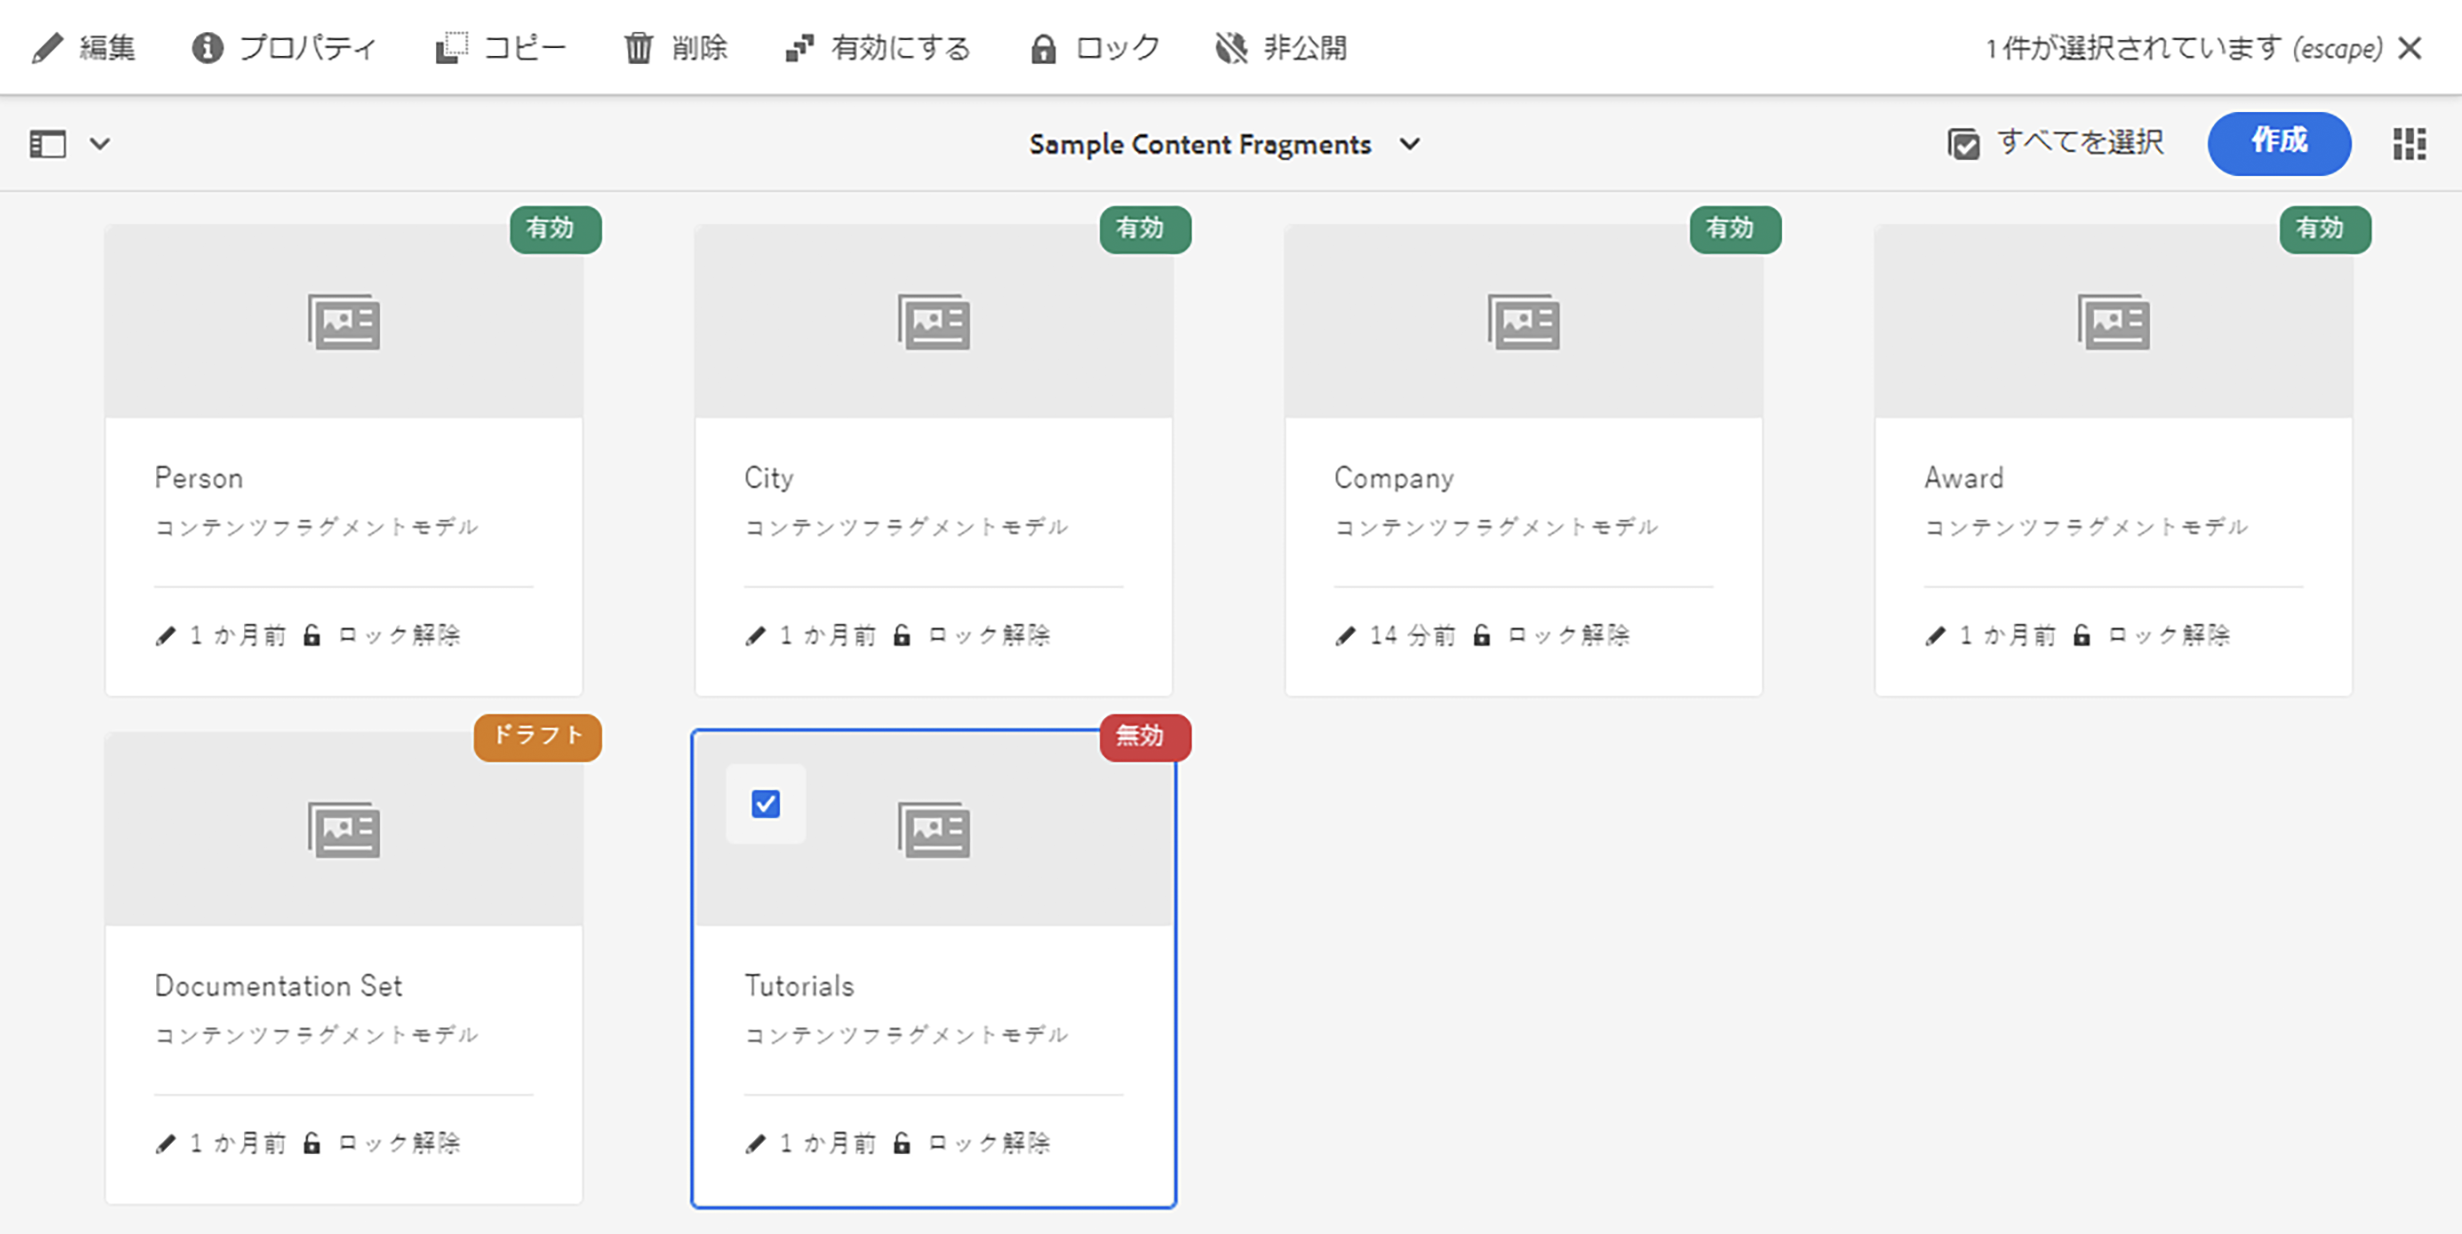 編集 プロパティ コピー 削除 有効にする ロック 非公開 1件が選択されています (escape)
Sample Content Fragments すべてを選択 作成
有効 有効 有効 有効
Person City Company Award
コンテンツフラグメントモデル コンテンツフラグメントモデル コンテンツフラグメントモデル コンテンツフラグメントモデル
1 か月前 ロック解除 1 か月前 ロック解除 14 分前 ロック解除 1 か月前 ロック解除
ドラフト 無効
Documentation Set Tutorials
コンテンツフラグメントモデル コンテンツフラグメントモデル
1 か月前 ロック解除 1 か月前 ロック解除